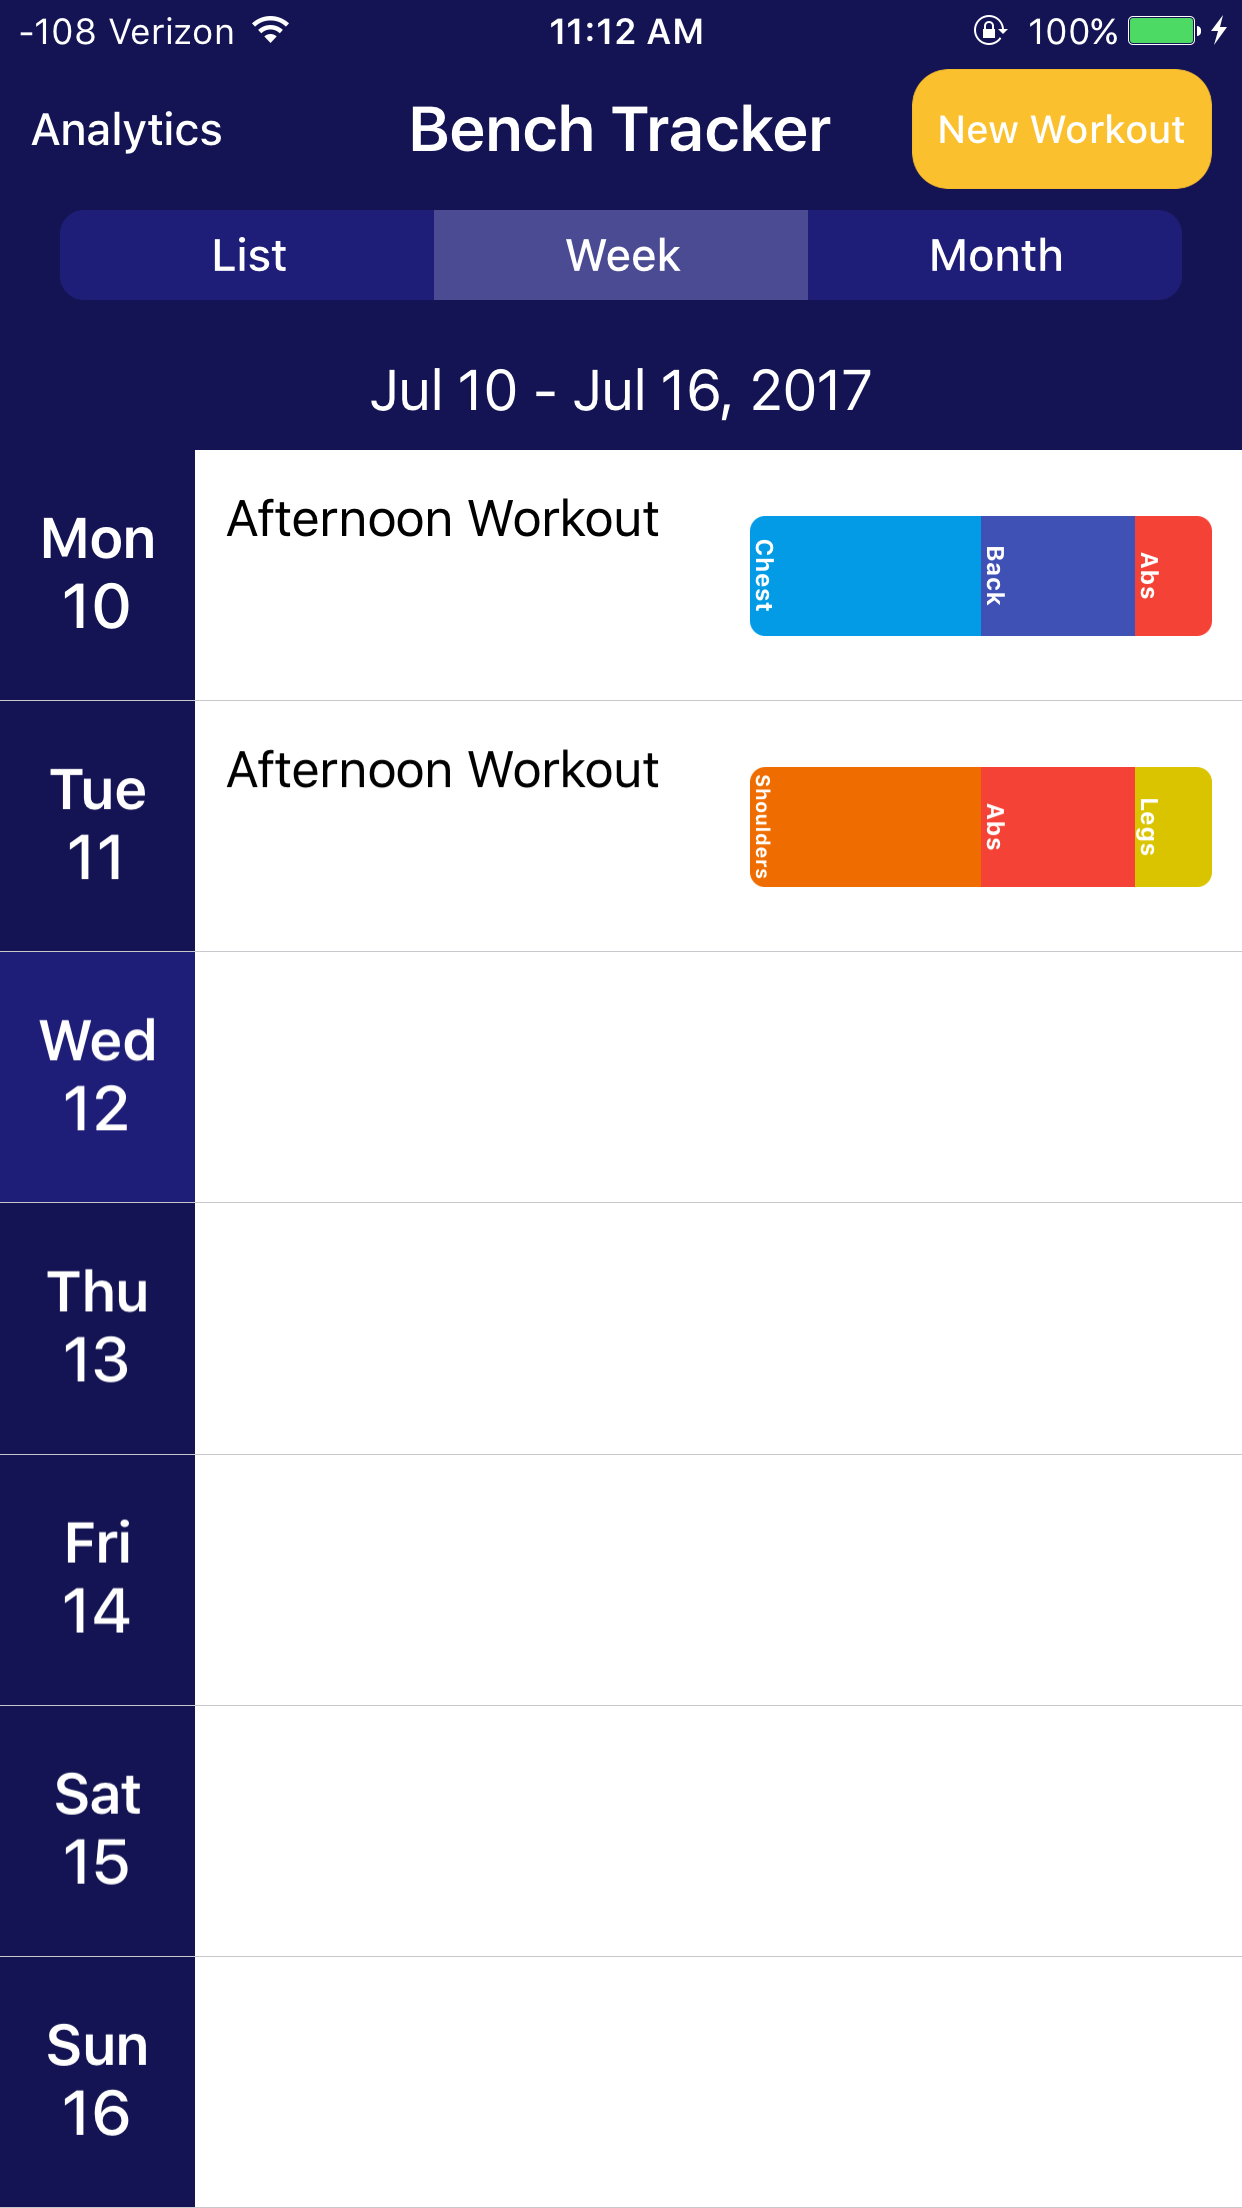 -108 Verizon 11:12 AM 100%
Analytics Bench Tracker New Workout
List Week Month
Jul 10 - Jul 16, 2017
Mon
10
Afternoon Workout
Chest
Back
Abs
Tue
11
Afternoon Workout
Shoulders
Abs
Legs
Wed
12
Thu
13
Fri
14
Sat
15
Sun
16